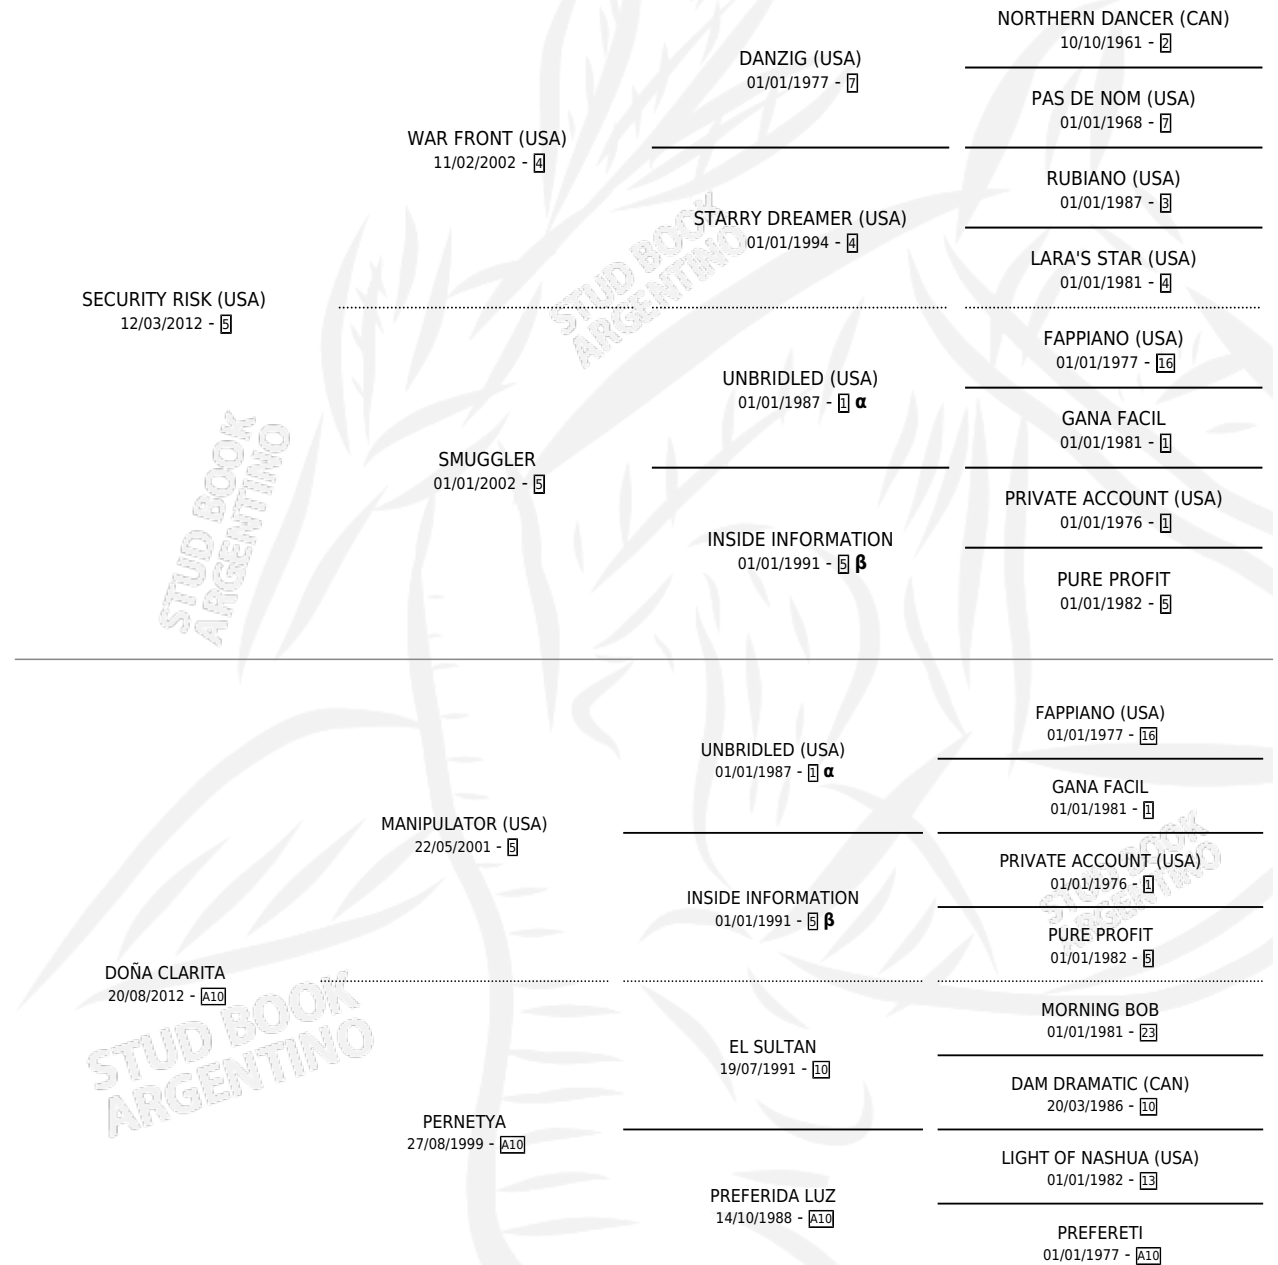 NORTHERN DANCER (CAN)
10/10/1961 - 2
DANZIG (USA)
01/01/1977 - 7
PAS DE NOM (USA)
01/01/1968 - 7
WAR FRONT (USA)
11/02/2002 - 4
RUBIANO (USA)
01/01/1987 - 3
STARRY DREAMER (USA)
01/01/1994 - 4
LARA'S STAR (USA)
01/01/1981 - 4
SECURITY RISK (USA)
12/03/2012 - 5
FAPPIANO (USA)
01/01/1977 - 16
UNBRIDLED (USA)
01/01/1987 - 1 α
GANA FACIL
01/01/1981 - 1
SMUGGLER
01/01/2002 - 5
PRIVATE ACCOUNT (USA)
01/01/1976 - 1
INSIDE INFORMATION
01/01/1991 - 5 β
PURE PROFIT
01/01/1982 - 5
FAPPIANO (USA)
01/01/1977 - 16
UNBRIDLED (USA)
01/01/1987 - 1 α
GANA FACIL
01/01/1981 - 1
MANIPULATOR (USA)
22/05/2001 - 5
PRIVATE ACCOUNT (USA)
01/01/1976 - 1
INSIDE INFORMATION
01/01/1991 - 5 β
PURE PROFIT
01/01/1982 - 5
DOÑA CLARITA
20/08/2012 - A10
MORNING BOB
01/01/1981 - 23
EL SULTAN
19/07/1991 - 10
DAM DRAMATIC (CAN)
20/03/1986 - 10
PERNETYA
27/08/1999 - A10
LIGHT OF NASHUA (USA)
01/01/1982 - 13
PREFERIDA LUZ
14/10/1988 - A10
PREFERETI
01/01/1977 - A10
STUD BOOK
ARGENTINO
STUD BOOK
ARGENTINO
STUD BOOK
ARGENTINO
STUD BOOK
ARGENTINO